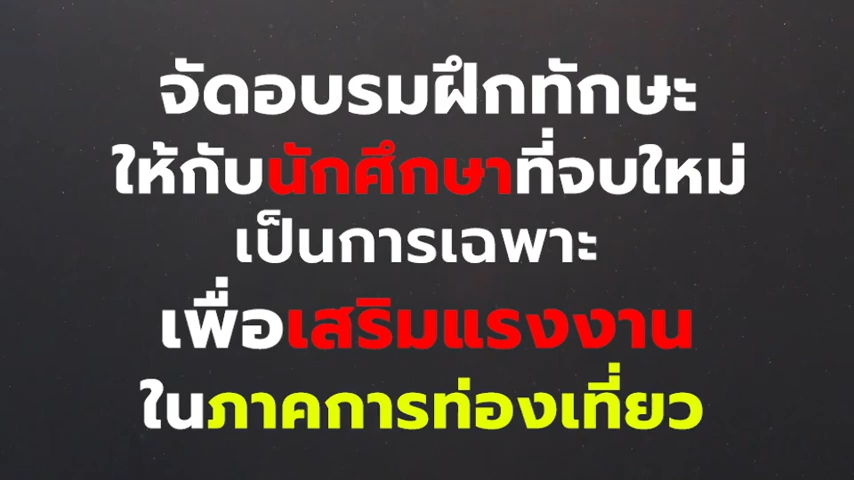 จัดอบรมฝึกทักษะ
ให้กับนักศึกษาที่จบใหม่
เป็นการเฉพาะ
เพื่อเสริมแรงงาน
ในภาคการท่องเที่ยว